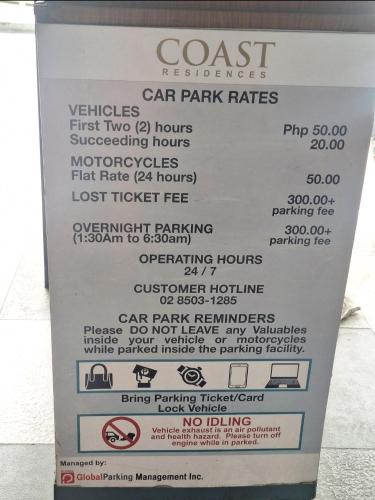 COAST
RESIDENCES
CAR PARK RATES
VEHICLES
First Two (2) hours Php 50.00
Succeeding hours 20.00
MOTORCYCLES
Flat Rate (24 hours) 50.00
LOST TICKET FEE 300.00+
parking fee
OVERNIGHT PARKING 300.00+
(1:30Am to 6:30am) parking fee
OPERATING HOURS
24 / 7
CUSTOMER HOTLINE
02 8503-1285
CAR PARK REMINDERS
Please DO NOT LEAVE any Valuables
inside your vehicle or motorcycles
while parked inside the parking facility.
Bring Parking Ticket/Card
Lock Vehicle
NO IDLING
Vehicle exhaust is an air pollutant
and health hazard. Please turn off
engine while in parked.
Managed by:
GlobalParking Management Inc.